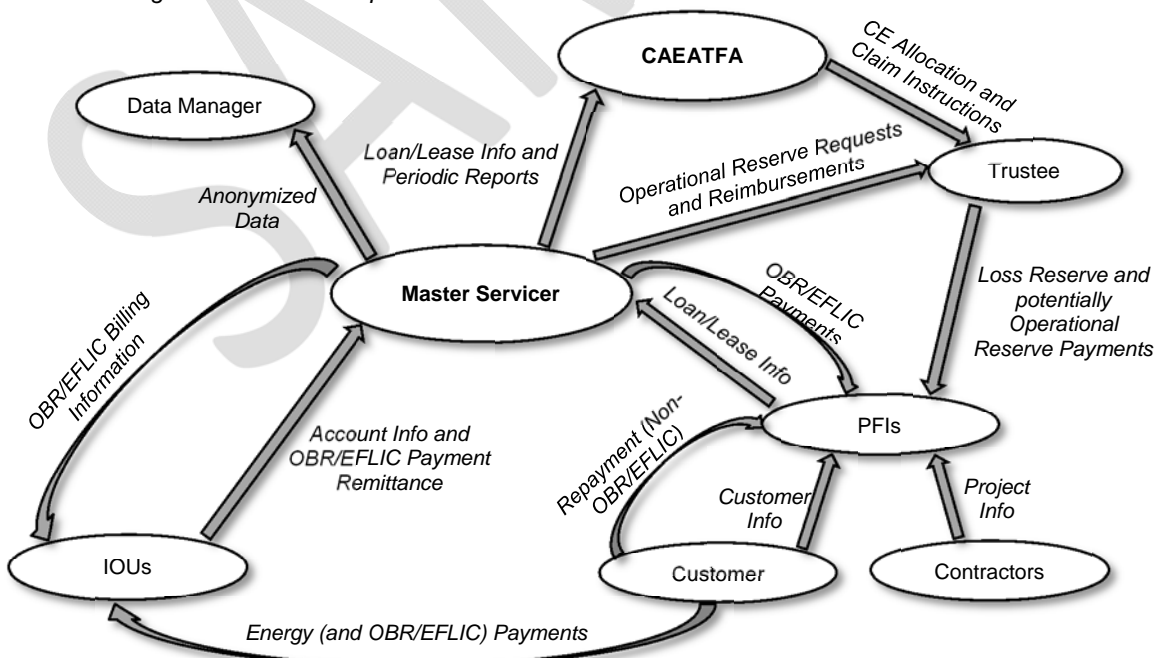 CAEATFA
CE Allocation and
Claim Instructions
Data Manager
Loan/Lease Info and
Periodic Reports
Operational Reserve Requests
and Reimbursements
Trustee
Anonymized
Data
Master Servicer
OBR/EFLIC
Payments
Loan/Lease Info
Loss Reserve and
potentially
Operational
Reserve Payments
OBR/EFLIC Billing
Information
Account Info and
OBR/EFLIC Payment
Remittance
PFIs
Repayment (Non-
OBR/EFLIC)
Customer
Info
Project
Info
IOUs
Customer
Contractors
Energy (and OBR/EFLIC) Payments